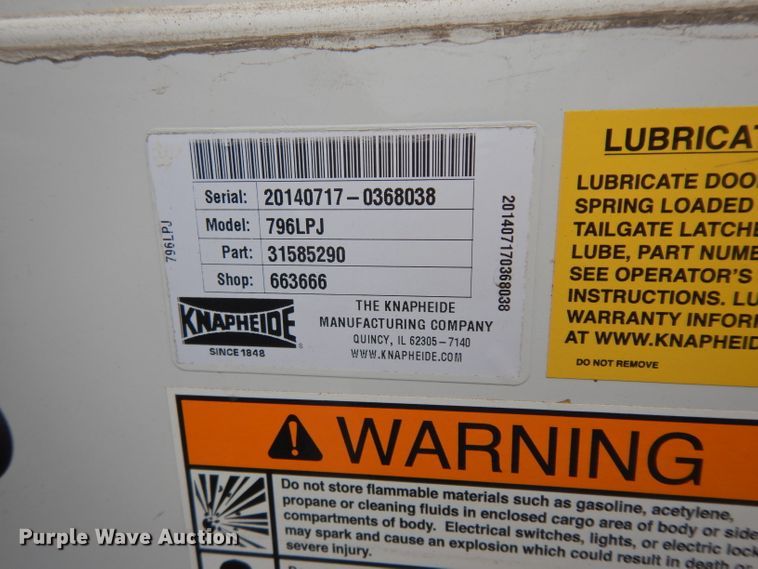 Serial: 20140717-0368038
Model: 796LPJ
Part: 31585290
Shop: 663666
796LPJ
201407170368038
KNAPHEIDE
SINCE 1848
THE KNAPHEIDE
MANUFACTURING COMPANY
QUINCY, IL 62305-7140
WWW.KNAPHEIDE.COM
LUBRICAT
LUBRICATE DOO
SPRING LOADED
TAILGATE LATCHE
LUBE, PART NUMB
SEE OPERATOR'S
INSTRUCTIONS. LU
WARRANTY INFOR
AT WWW.KNAPHEID
DO NOT REMOVE
WARNING
Do not store flammable materials such as gasoline, acetylene,
propane or cleaning fluids in enclosed cargo area of body or side
compartments of body. Electrical switches, lights, or electric lock
may spark and cause an explosion which could result in death or
severe injury.
Purple Wave Auction